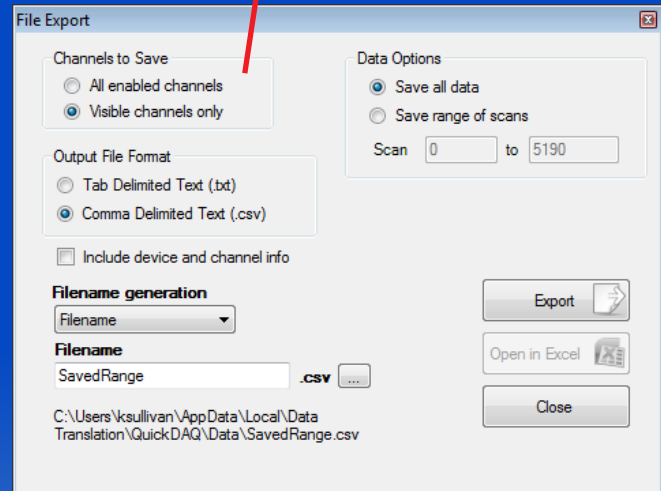 File Export
Channels to Save
All enabled channels
Visible channels only
Data Options
Save all data
Save range of scans
Scan 0 to 5190
Output File Format
Tab Delimited Text (.txt)
Comma Delimited Text (.csv)
Include device and channel info
Filename generation
Filename
Filename
SavedRange .csv ...
C:\Users\ksullivan\AppData\Local\Data
Translation\QuickDAQ\Data\SavedRange.csv
Export
Open in Excel
Close